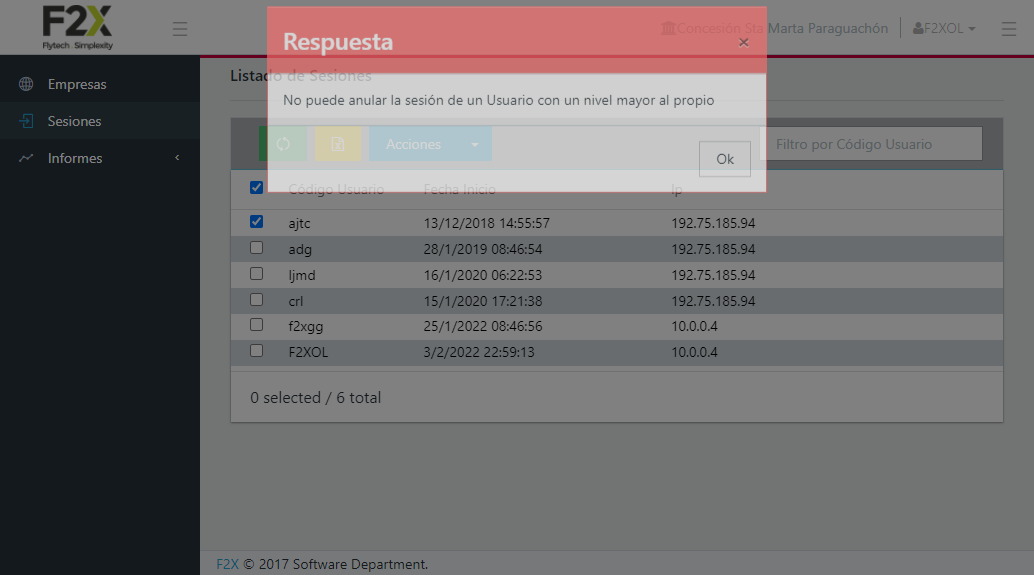 F2X
Flytech Simplexity
Concesión Sta Marta Paraguachón
F2XOL
Respuesta
×
No puede anular la sesión de un Usuario con un nivel mayor al propio
Ok
Empresas
Sesiones
Informes
Listado de Sesiones
Acciones
Filtro por Código Usuario
Código Usuario Fecha Inicio Ip
ajtc 13/12/2018 14:55:57 192.75.185.94
adg 28/1/2019 08:46:54 192.75.185.94
ljmd 16/1/2020 06:22:53 192.75.185.94
crl 15/1/2020 17:21:38 192.75.185.94
f2xgg 25/1/2022 08:46:56 10.0.0.4
F2XOL 3/2/2022 22:59:13 10.0.0.4
0 selected / 6 total
F2X © 2017 Software Department.